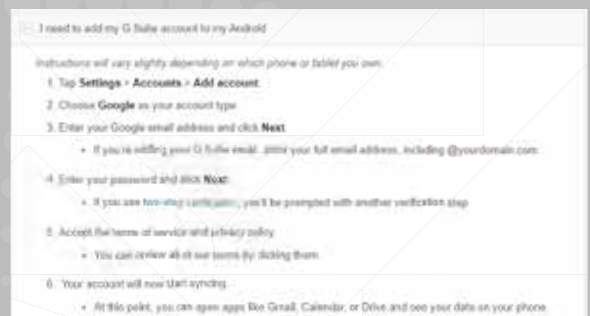 I need to add my G Suite account to my Android
Instructions will vary slightly depending on which phone or tablet you own.
1. Tap Settings > Accounts > Add account.
2. Choose Google as your account type
3. Enter your Google email address and click Next.
• If you're adding your G Suite email, enter your full email address, including @yourdomain.com.
4. Enter your password and click Next.
• If you use two-step verification, you'll be prompted with another verification step
5. Accept the terms of service and privacy policy.
• You can review all of our terms by clicking them.
6. Your account will now start syncing.
• At this point, you can open apps like Gmail, Calendar, or Drive and see your data on your phone.